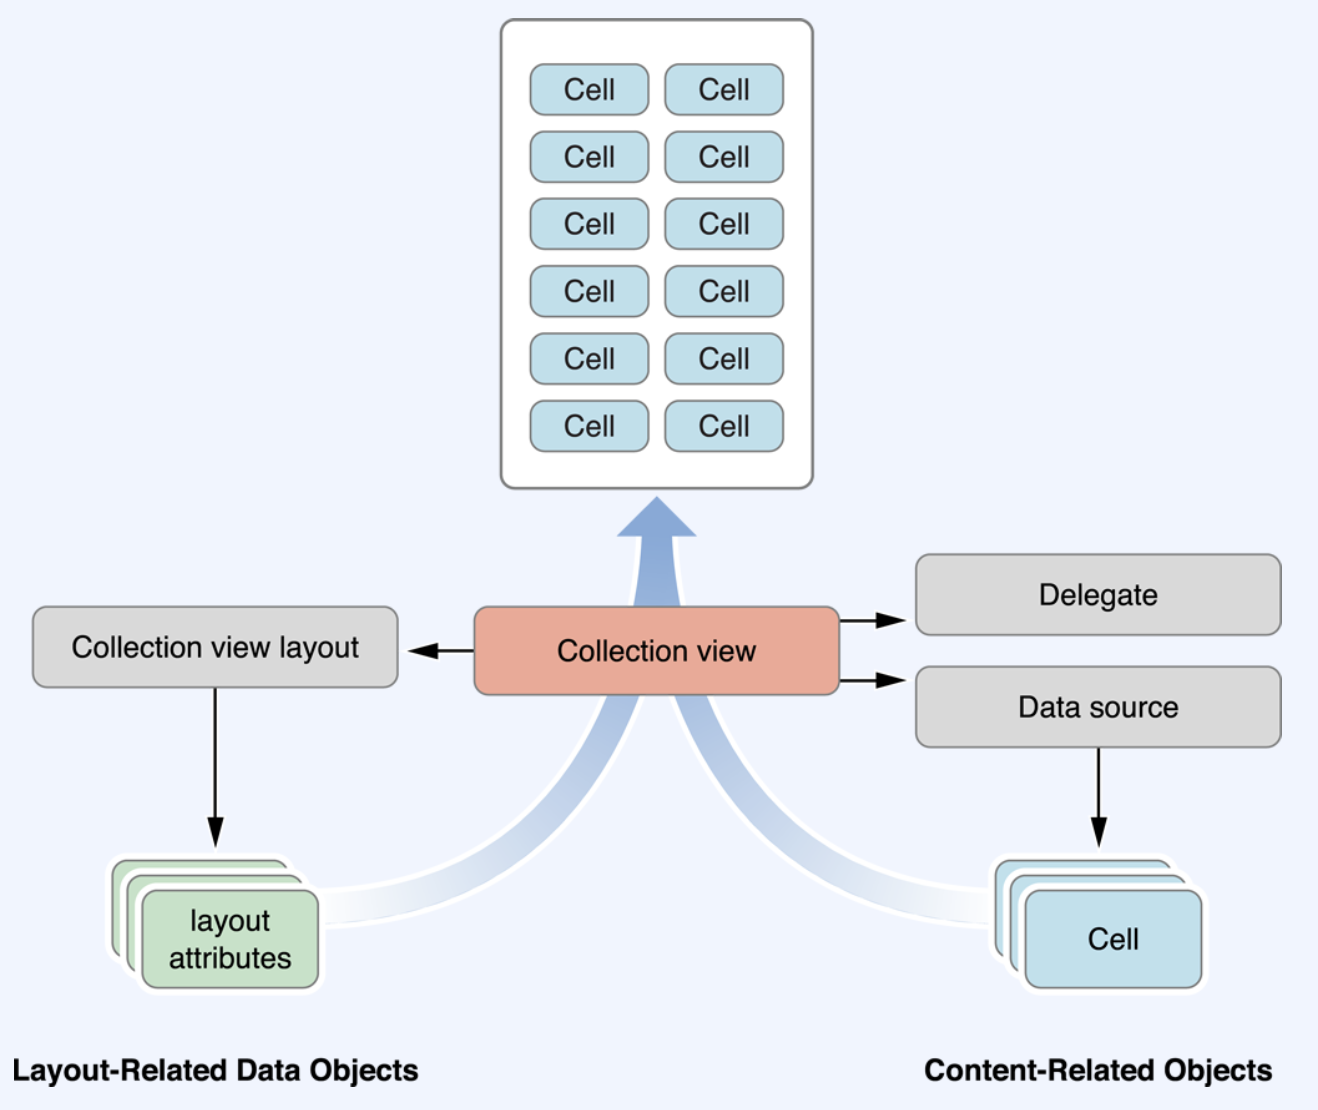 Cell Cell
Cell Cell
Cell Cell
Cell Cell
Cell Cell
Cell Cell
Delegate
Collection view layout
Collection view
Data source
layout
attributes
Cell
Layout-Related Data Objects
Content-Related Objects